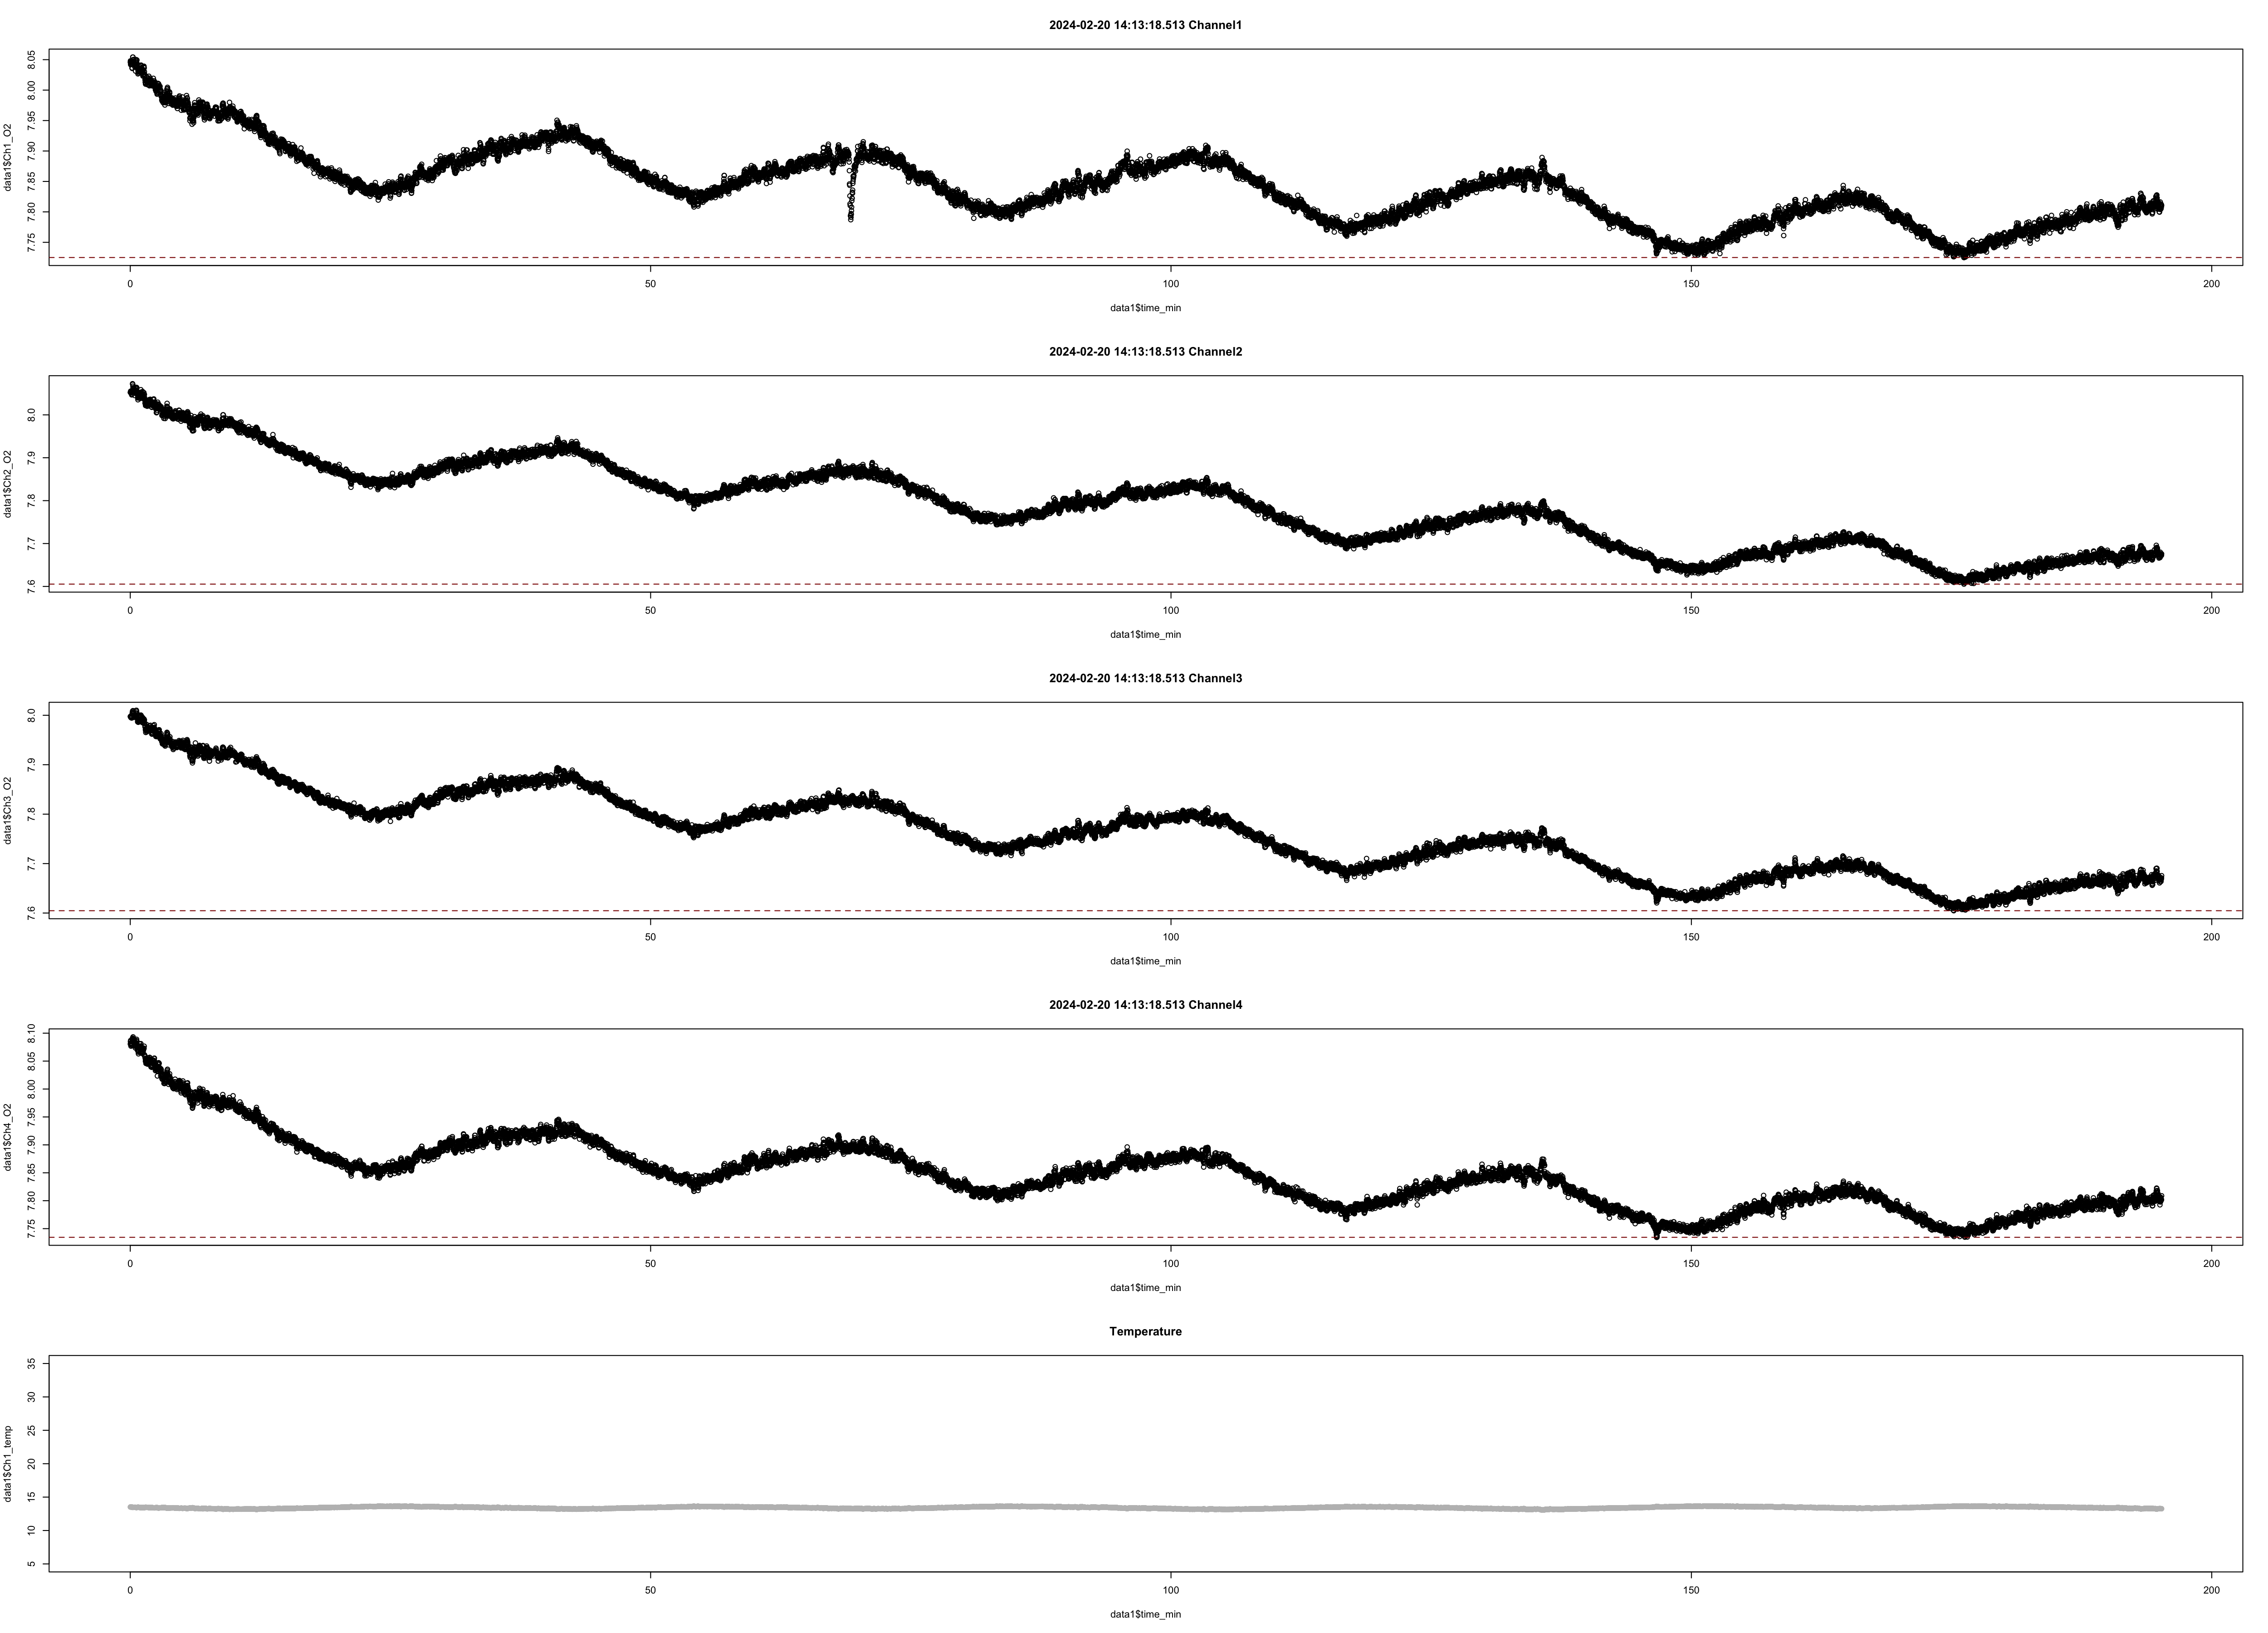 2024-02-20 14:13:18.513 Channel1
data1$Ch1_O2
8.05
8.00
7.95
7.90
7.85
7.80
7.75
0 50 100 150 200
data1$time_min
2024-02-20 14:13:18.513 Channel2
data1$Ch2_O2
8.0
7.9
7.8
7.7
7.6
0 50 100 150 200
data1$time_min
2024-02-20 14:13:18.513 Channel3
data1$Ch3_O2
8.0
7.9
7.8
7.7
7.6
0 50 100 150 200
data1$time_min
2024-02-20 14:13:18.513 Channel4
data1$Ch4_O2
8.10
8.05
8.00
7.95
7.90
7.85
7.80
7.75
0 50 100 150 200
data1$time_min
Temperature
data1$Ch1_temp
35
30
25
20
15
10
5
0 50 100 150 200
data1$time_min